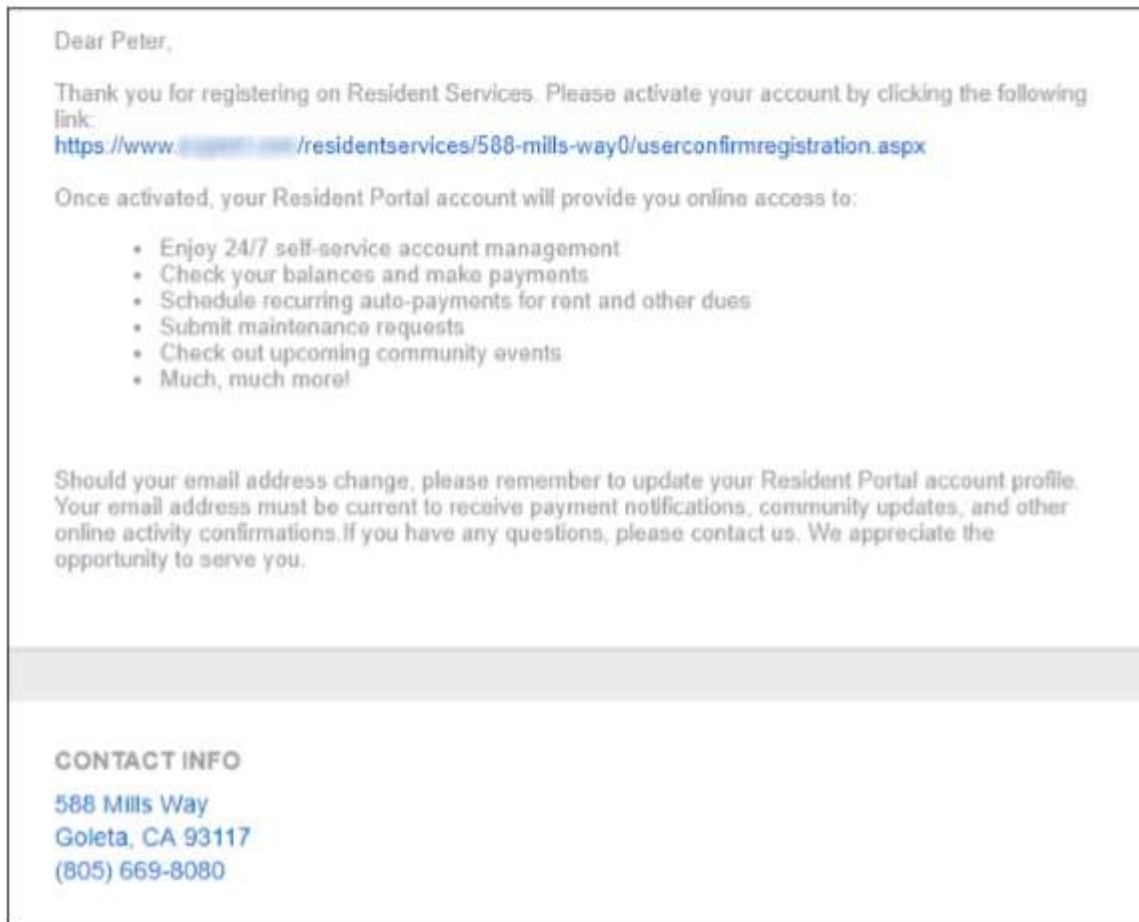 Dear Peter,
Thank you for registering on Resident Services. Please activate your account by clicking the following
link:
https://www. /residentservices/588-mills-way0/userconfirmregistration.aspx
Once activated, your Resident Portal account will provide you online access to:
• Enjoy 24/7 self-service account management
• Check your balances and make payments
• Schedule recurring auto-payments for rent and other dues
• Submit maintenance requests
• Check out upcoming community events
• Much, much more!
Should your email address change, please remember to update your Resident Portal account profile.
Your email address must be current to receive payment notifications, community updates, and other
online activity confirmations.If you have any questions, please contact us. We appreciate the
opportunity to serve you.
CONTACT INFO
588 Mills Way
Goleta, CA 93117
(805) 669-8080